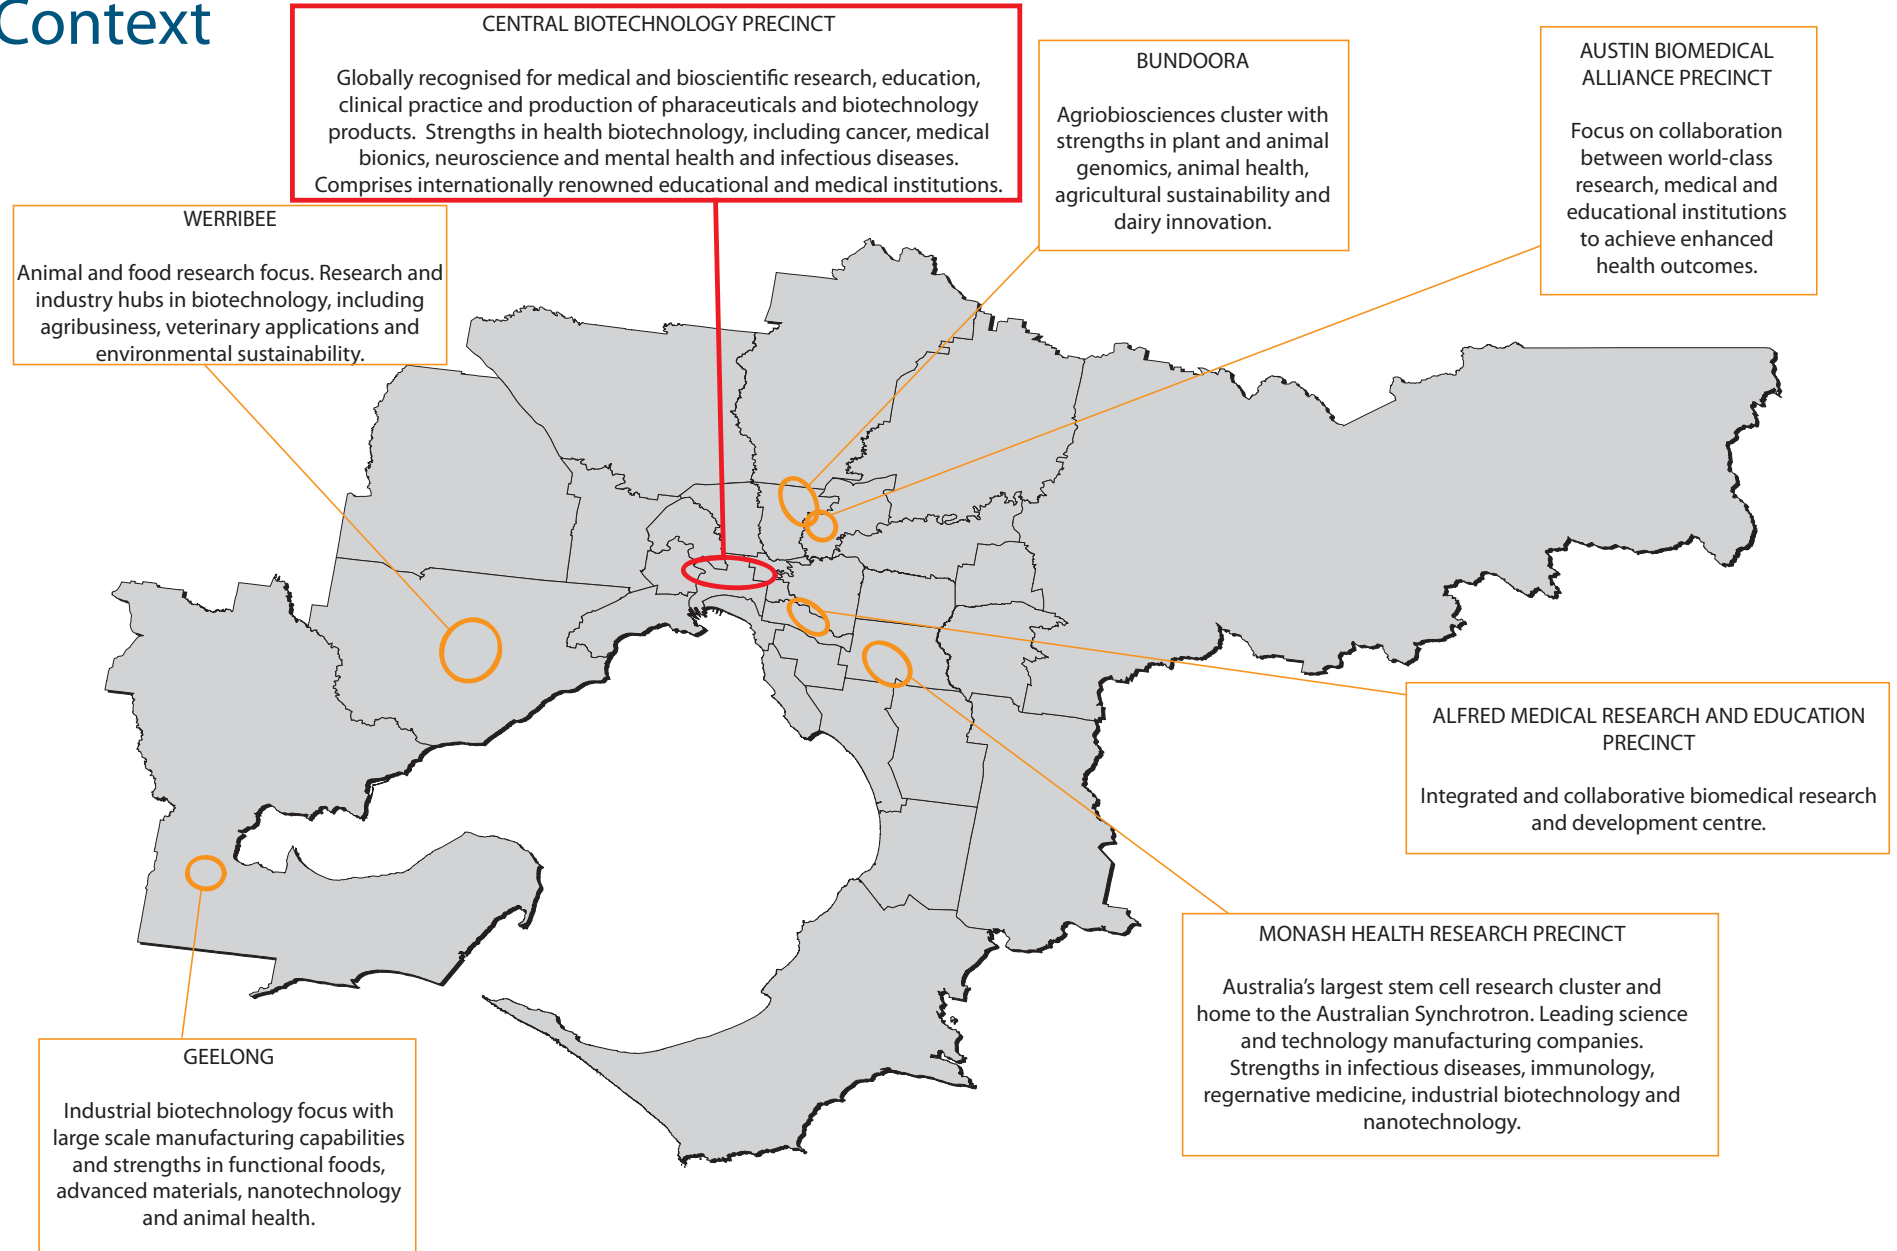 Context
CENTRAL BIOTECHNOLOGY PRECINCT
Globally recognised for medical and bioscientific research, education,
clinical practice and production of pharaceuticals and biotechnology
products. Strengths in health biotechnology, including cancer, medical
bionics, neuroscience and mental health and infectious diseases.
Comprises internationally renowned educational and medical institutions.
BUNDOORA
Agriobiosciences cluster with
strengths in plant and animal
genomics, animal health,
agricultural sustainability and
dairy innovation.
AUSTIN BIOMEDICAL
ALLIANCE PRECINCT
Focus on collaboration
between world-class
research, medical and
educational institutions
to achieve enhanced
health outcomes.
WERRIBEE
Animal and food research focus. Research and
industry hubs in biotechnology, including
agribusiness, veterinary applications and
environmental sustainability.
ALFRED MEDICAL RESEARCH AND EDUCATION
PRECINCT
Integrated and collaborative biomedical research
and development centre.
MONASH HEALTH RESEARCH PRECINCT
Australia’s largest stem cell research cluster and
home to the Australian Synchrotron. Leading science
and technology manufacturing companies.
Strengths in infectious diseases, immunology,
regernative medicine, industrial biotechnology and
nanotechnology.
GEELONG
Industrial biotechnology focus with
large scale manufacturing capabilities
and strengths in functional foods,
advanced materials, nanotechnology
and animal health.